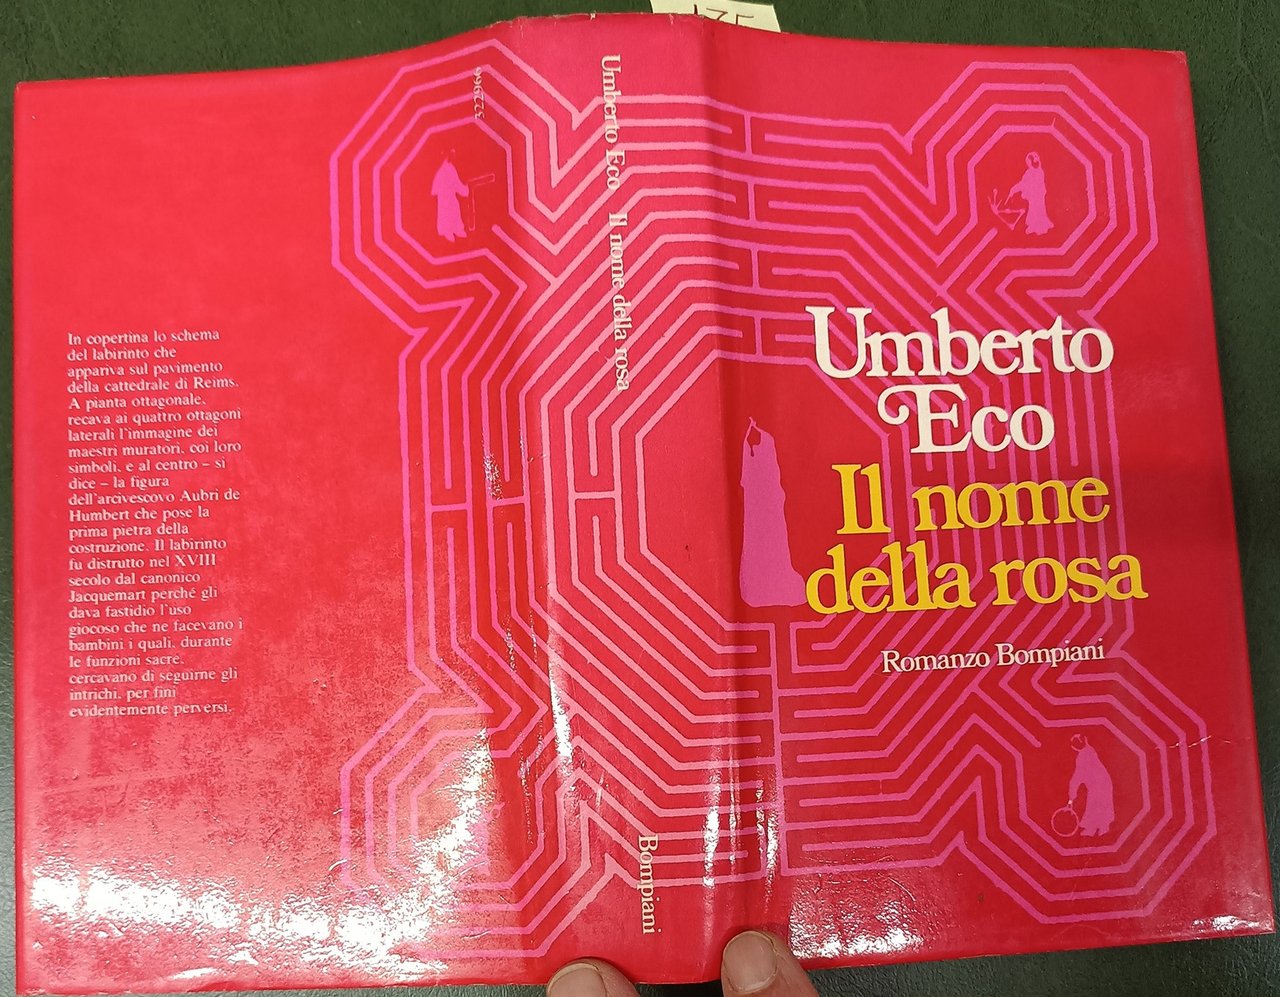 In copertina lo schema
del labirinto che
appariva sul pavimento
della cattedrale di Reims.
A pianta ottagonale,
recava ai quattro ottagoni
laterali l'immagine dei
maestri muratori, coi loro
simboli, e al centro – si
dice – la figura
dell'arcivescovo Aubri de
Humbert che pose la
prima pietra della
costruzione. Il labirinto
fu distrutto nel XVIII
secolo dal canonico
Jacquemart perché gli
dava fastidio l'uso
giocoso che ne facevano i
bambini i quali, durante
le funzioni sacre,
cercavano di seguirne gli
intrichi, per fini
evidentemente perversi.
Umberto Eco Il nome della rosa
Bompiani
Umberto
Eco
Il nome
della rosa
Romanzo Bompiani